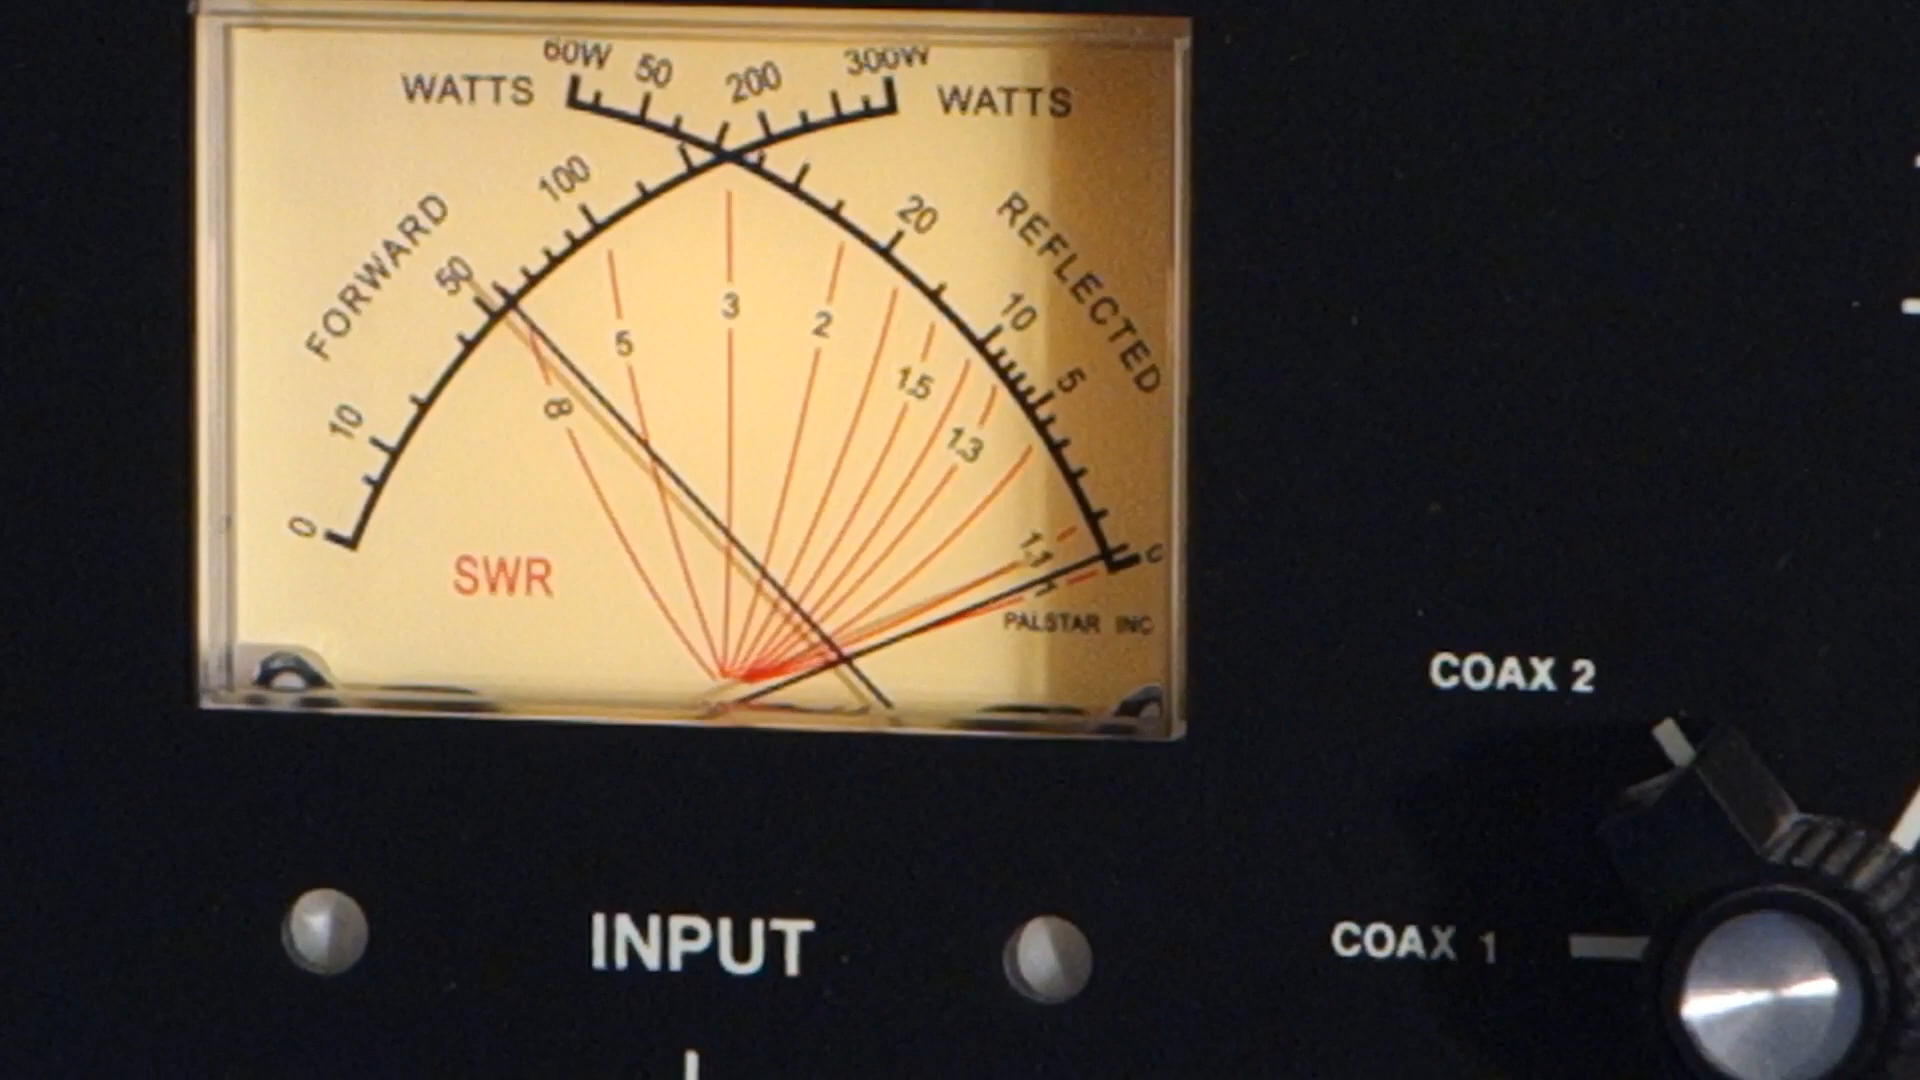 60W 50 200 300W
WATTS WATTS
100 20
FORWARD REFLECTED
50 10
5
10
0
3
2
5
1.5
8
1.3
1.1
SWR
PALSTAR INC
COAX 2
INPUT
COAX 1